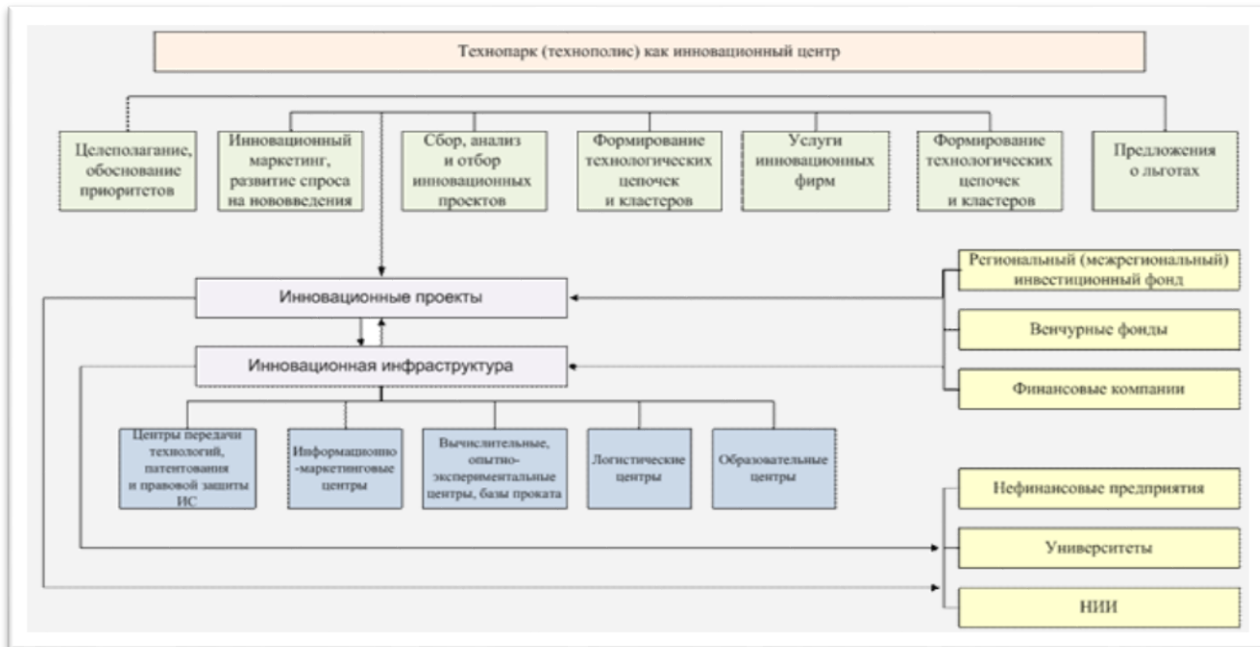 Технопарк (технополис) как инновационный центр
Целеполагание,
обоснование
приоритетов
Инновационный
маркетинг,
развитие спроса
на нововведения
Сбор, анализ
и отбор
инновационных
проектов
Формирование
технологических
цепочек
и кластеров
Услуги
инновационных
фирм
Формирование
технологических
цепочек
и кластеров
Предложения
о льготах
Региональный (межрегиональный)
инвестиционный фонд
Инновационные проекты
Венчурные фонды
Инновационная инфраструктура
Финансовые компании
Центры передачи
технологий,
патентования
и правовой защиты
ИС
Информационно
-маркетинговые
центры
Вычислительные,
опытно-
экспериментальные
центры, базы проката
Логистические
центры
Образовательные
центры
Нефинансовые предприятия
Университеты
НИИ